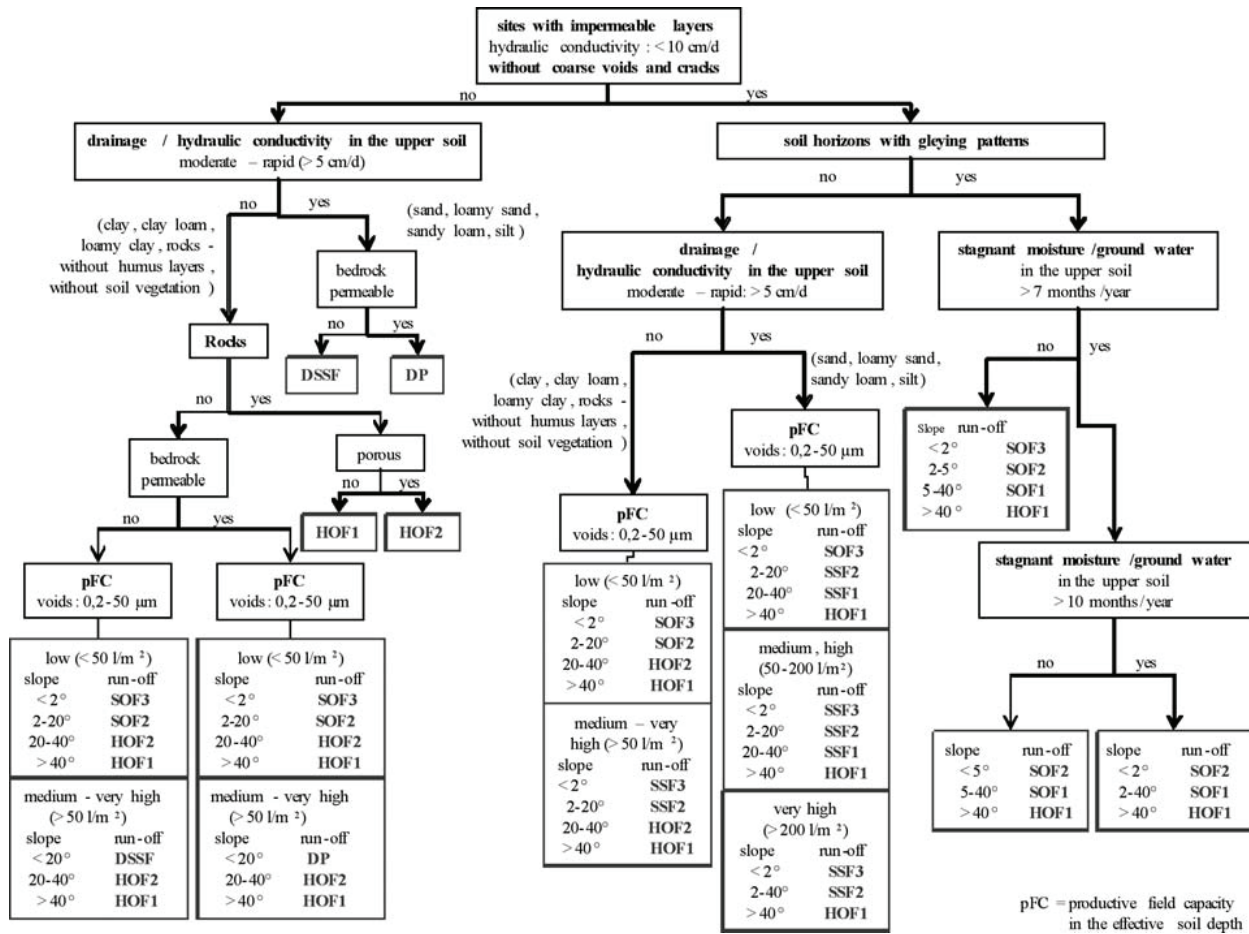 sites with impermeable layers
hydraulic conductivity : < 10 cm/d
without coarse voids and cracks
no
yes
drainage / hydraulic conductivity in the upper soil
moderate – rapid (> 5 cm/d)
no
yes
(clay, clay loam,
loamy clay, rocks -
without humus layers,
without soil vegetation)
(sand, loamy sand,
sandy loam, silt)
bedrock
permeable
no
yes
DSSF
DP
Rocks
no
yes
bedrock
permeable
porous
no
yes
HOF1
HOF2
no
yes
pFC
voids: 0,2-50 µm
low (< 50 l/m²)
slope run-off
<2° SOF3
2-20° SOF2
20-40° HOF2
>40° HOF1
medium - very high
(> 50 l/m²)
slope run-off
<20° DSSF
20-40° HOF2
>40° HOF1
pFC
voids: 0,2-50 µm
low (< 50 l/m²)
slope run-off
<2° SOF3
2-20° SOF2
20-40° HOF2
>40° HOF1
medium - very high
(> 50 l/m²)
slope run-off
<20° DP
20-40° HOF2
>40° HOF1
soil horizons with gleying patterns
no
yes
drainage /
hydraulic conductivity in the upper soil
moderate – rapid: > 5 cm/d
no
yes
(clay, clay loam,
loamy clay, rocks -
without humus layers,
without soil vegetation)
(sand, loamy sand,
sandy loam, silt)
pFC
voids: 0,2-50 µm
low (< 50 l/m²)
slope run-off
<2° SOF3
2-20° SOF2
20-40° HOF2
>40° HOF1
medium – very
high (> 50 l/m²)
slope run-off
<2° SSF3
2-20° SSF2
20-40° HOF2
>40° HOF1
pFC
voids: 0,2-50 µm
low (<50 l/m²)
slope run-off
<2° SOF3
2-20° SSF2
20-40° SSF1
>40° HOF1
medium, high
(50-200 l/m²)
slope run-off
<2° SSF3
2-20° SSF2
20-40° SSF1
>40° HOF1
very high
(>200 l/m²)
slope run-off
<2° SSF3
2-40° SSF2
>40° HOF1
stagnant moisture /ground water
in the upper soil
> 7 months /year
no
yes
Slope run-off
<2° SOF3
2-5° SOF2
5-40° SOF1
>40° HOF1
stagnant moisture /ground water
in the upper soil
> 10 months/year
no
yes
slope run-off
<5° SOF2
5-40° SOF1
>40° HOF1
slope run-off
<2° SOF2
2-40° SOF1
>40° HOF1
pFC = productive field capacity
in the effective soil depth